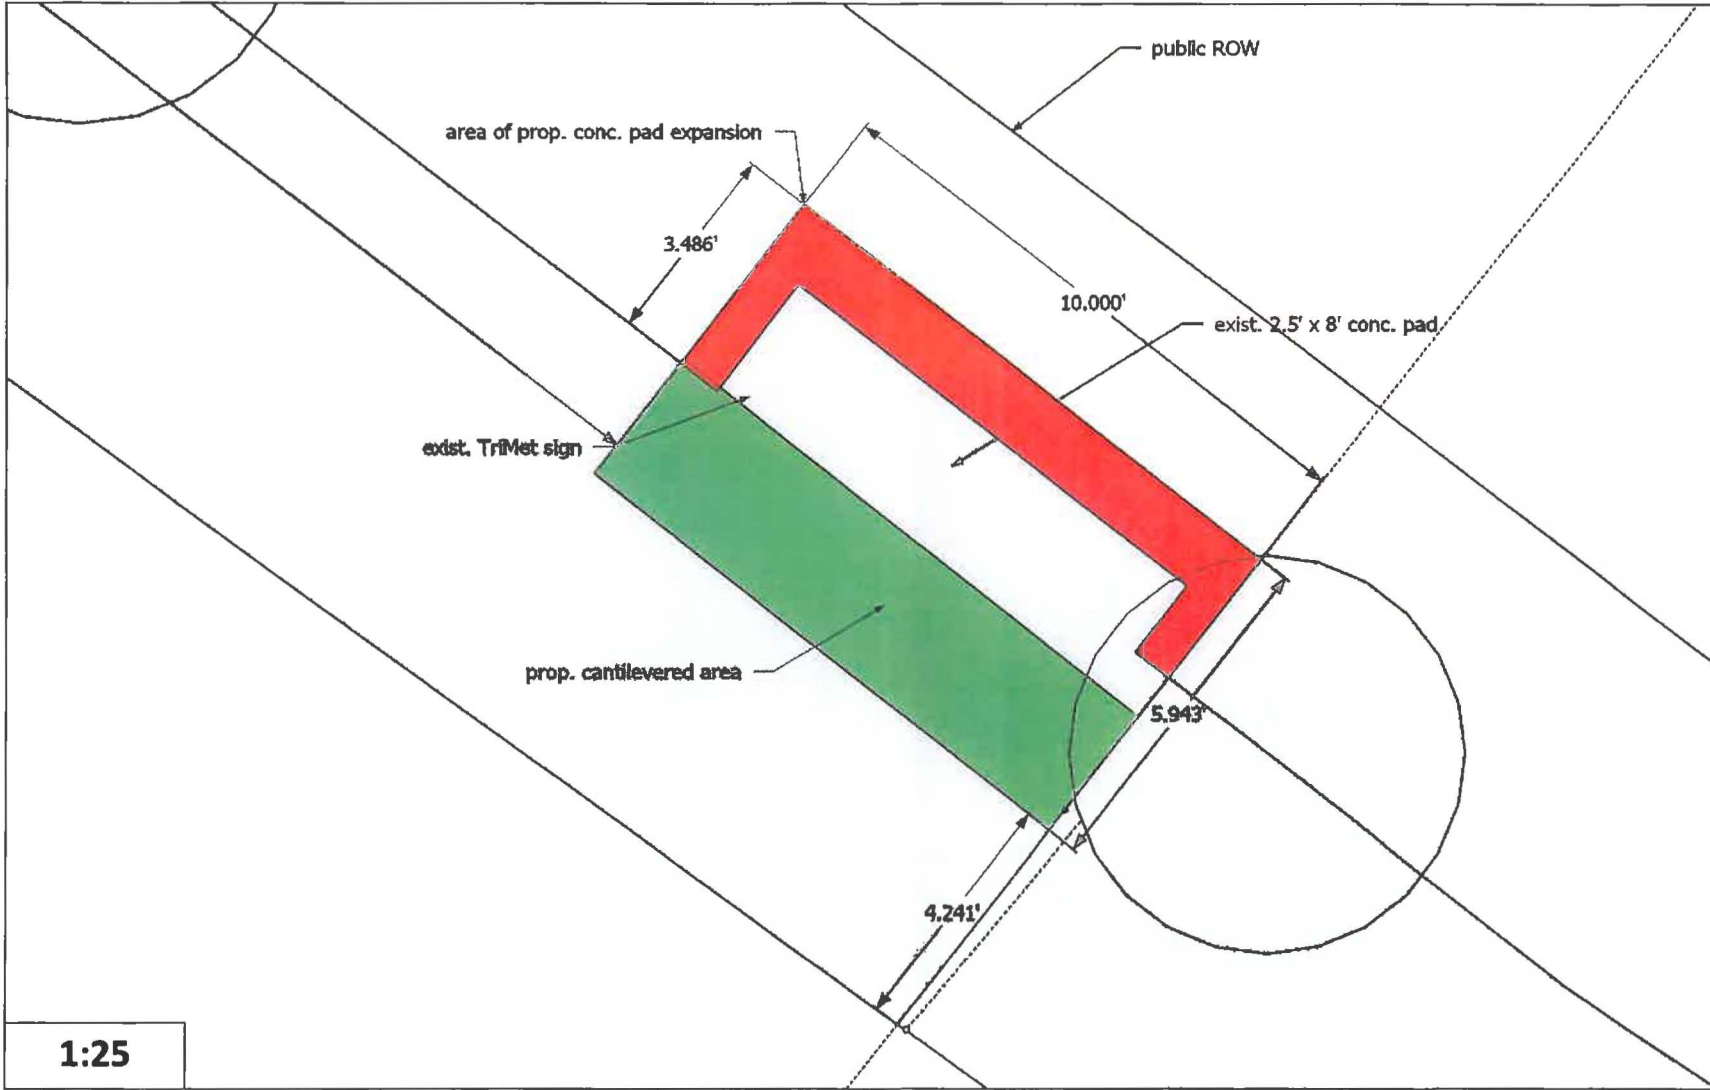 public ROW
area of prop. conc. pad expansion
3.486'
10.000'
exist. 2.5' x 8' conc. pad
exist. TriMet sign
prop. cantilevered area
5.943'
4.241'
1:25